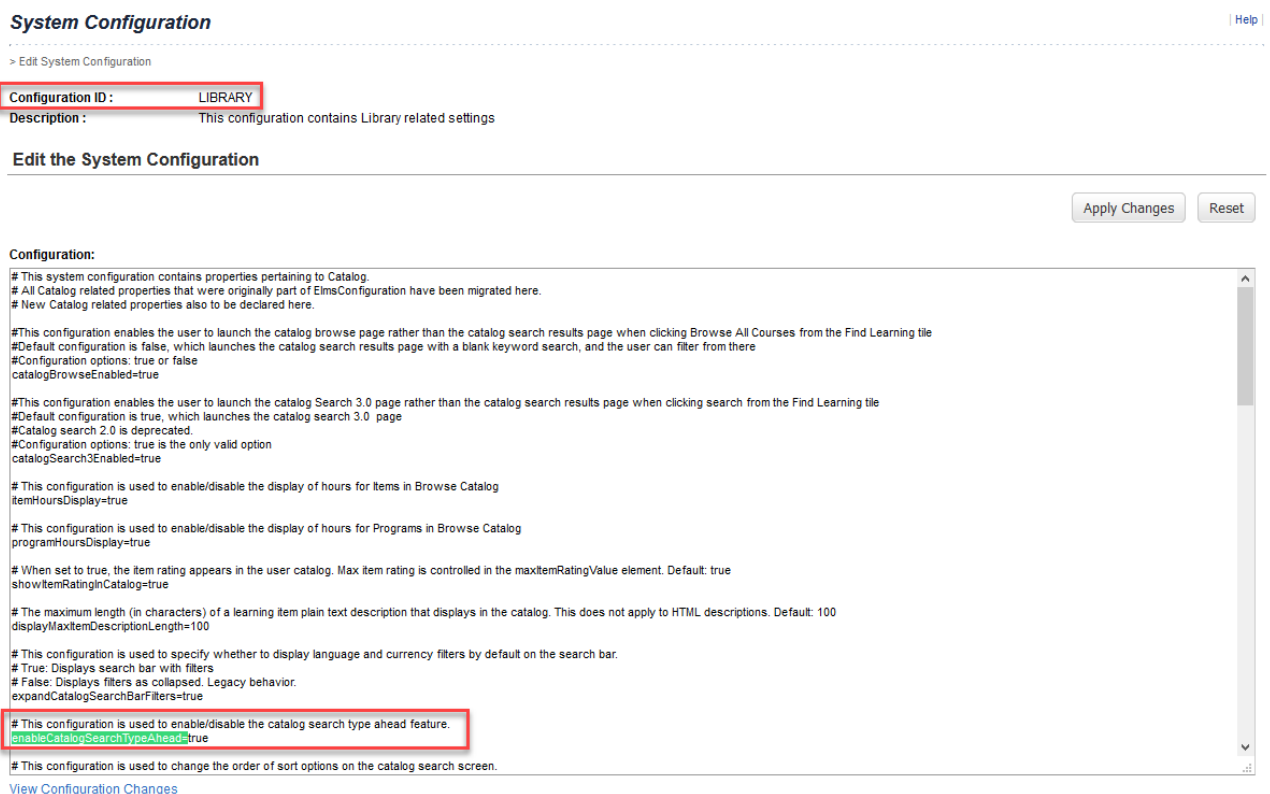 System Configuration
| Help |
> Edit System Configuration
Configuration ID : LIBRARY
Description : This configuration contains Library related settings
Edit the System Configuration
Apply Changes Reset
Configuration:
# This system configuration contains properties pertaining to Catalog.
# All Catalog related properties that were originally part of ElmsConfiguration have been migrated here.
# New Catalog related properties also to be declared here.
#This configuration enables the user to launch the catalog browse page rather than the catalog search results page when clicking Browse All Courses from the Find Learning tile
#Default configuration is false, which launches the catalog search results page with a blank keyword search, and the user can filter from there
#Configuration options: true or false
catalogBrowseEnabled=true
#This configuration enables the user to launch the catalog Search 3.0 page rather than the catalog search results page when clicking search from the Find Learning tile
#Default configuration is true, which launches the catalog search 3.0 page
#Catalog search 2.0 is deprecated.
#Configuration options: true is the only valid option
catalogSearch3Enabled=true
# This configuration is used to enable/disable the display of hours for Items in Browse Catalog
itemHoursDisplay=true
# This configuration is used to enable/disable the display of hours for Programs in Browse Catalog
programHoursDisplay=true
# When set to true, the item rating appears in the user catalog. Max item rating is controlled in the maxItemRatingValue element. Default: true
showItemRatingInCatalog=true
# The maximum length (in characters) of a learning item plain text description that displays in the catalog. This does not apply to HTML descriptions. Default: 100
displayMaxItemDescriptionLength=100
# This configuration is used to specify whether to display language and currency filters by default on the search bar.
# True: Displays search bar with filters
# False: Displays filters as collapsed. Legacy behavior.
expandCatalogSearchBarFilters=true
# This configuration is used to enable/disable the catalog search type ahead feature.
enableCatalogSearchTypeAhead=true
# This configuration is used to change the order of sort options on the catalog search screen.
View Configuration Changes